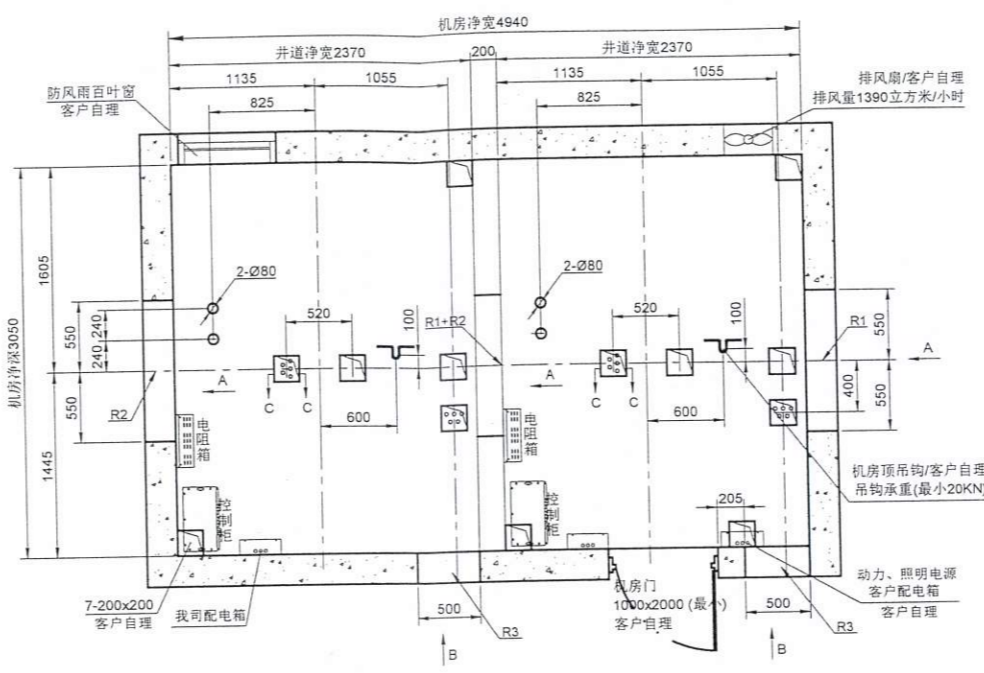 机房净宽4940
井道净宽2370
200
井道净宽2370
1135
1055
1135
1055
825
825
防风雨百叶窗
客户自理
排风扇/客户自理
排风量1390立方米/小时
机房净深3050
1605
1445
550
240
240
550
2-Ø80
520
100
R1+R2
2-Ø80
520
100
R1
550
400
550
A
A
A
C
C
C
C
R2
600
600
电阻箱
电阻箱
控制柜
控制柜
机房顶吊钩/客户自理
吊钩承重(最小20KN)
205
7-200x200
客户自理
我司配电箱
500
R3
B
机房门
1000x2000 (最小)
客户自理
动力、照明电源
客户配电箱
客户自理
500
R3
B